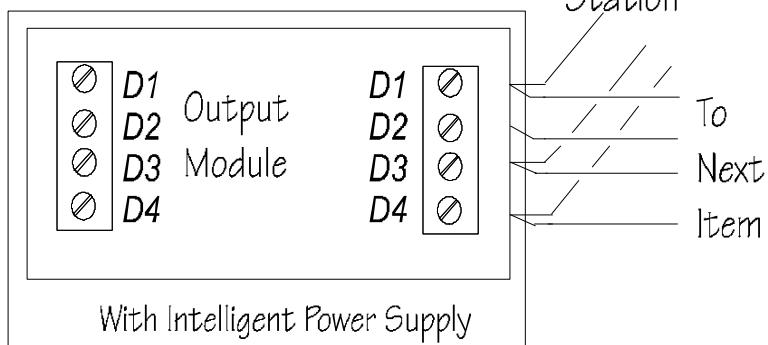 Station
D1 Output D1
D2 D2 To
D3 Module D3 Next
D4 D4 Item
With Intelligent Power Supply